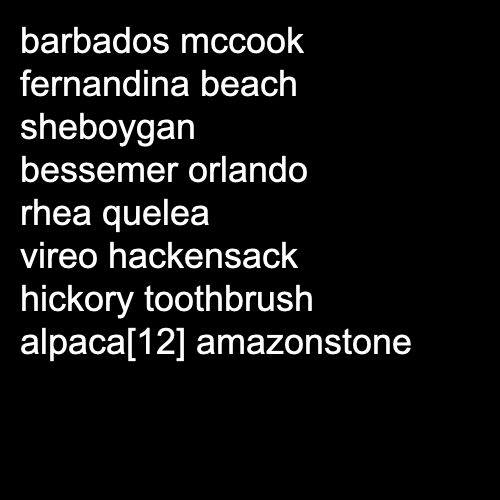 barbados mccook
fernandina beach
sheboygan
bessemer orlando
rhea quelea
vireo hackensack
hickory toothbrush
alpaca[12] amazonstone